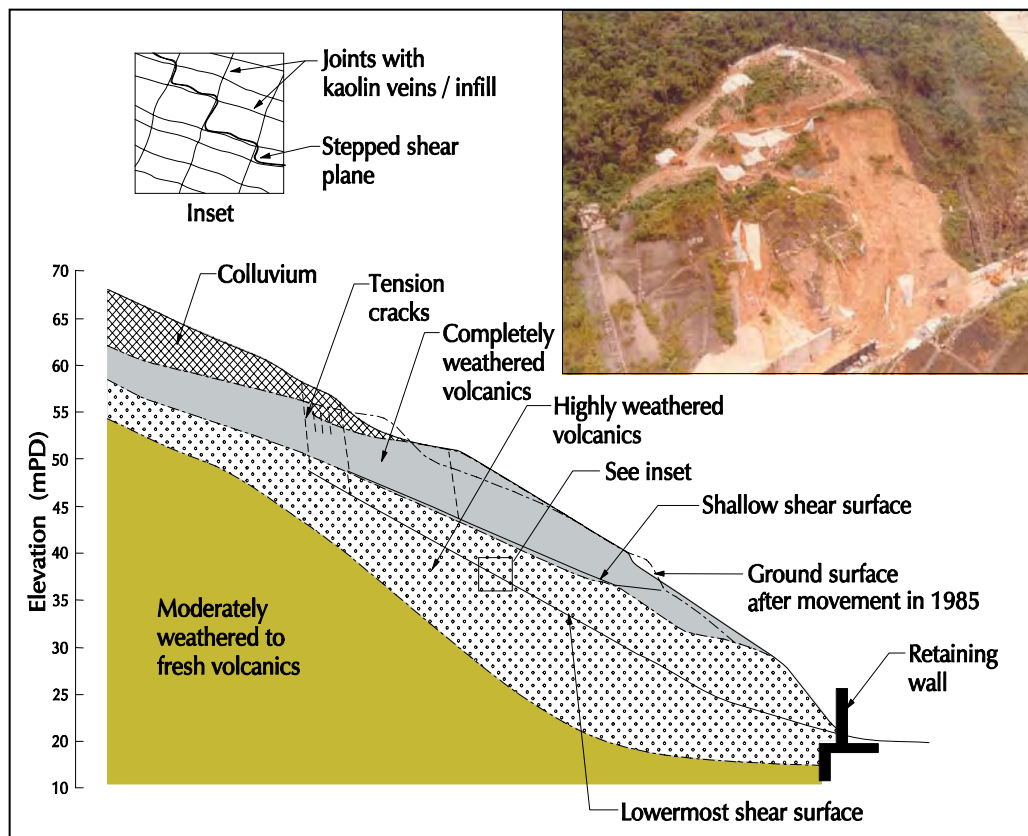 Joints with
kaolin veins / infill
Stepped shear
plane
Inset
70
65
60
55
50
45
40
35
30
25
20
10
Elevation (mPD)
Colluvium
Tension
cracks
Completely
weathered
volcanics
Highly weathered
volcanics
See inset
Shallow shear surface
Ground surface
after movement in 1985
Moderately
weathered to
fresh volcanics
Retaining
wall
Lowermost shear surface